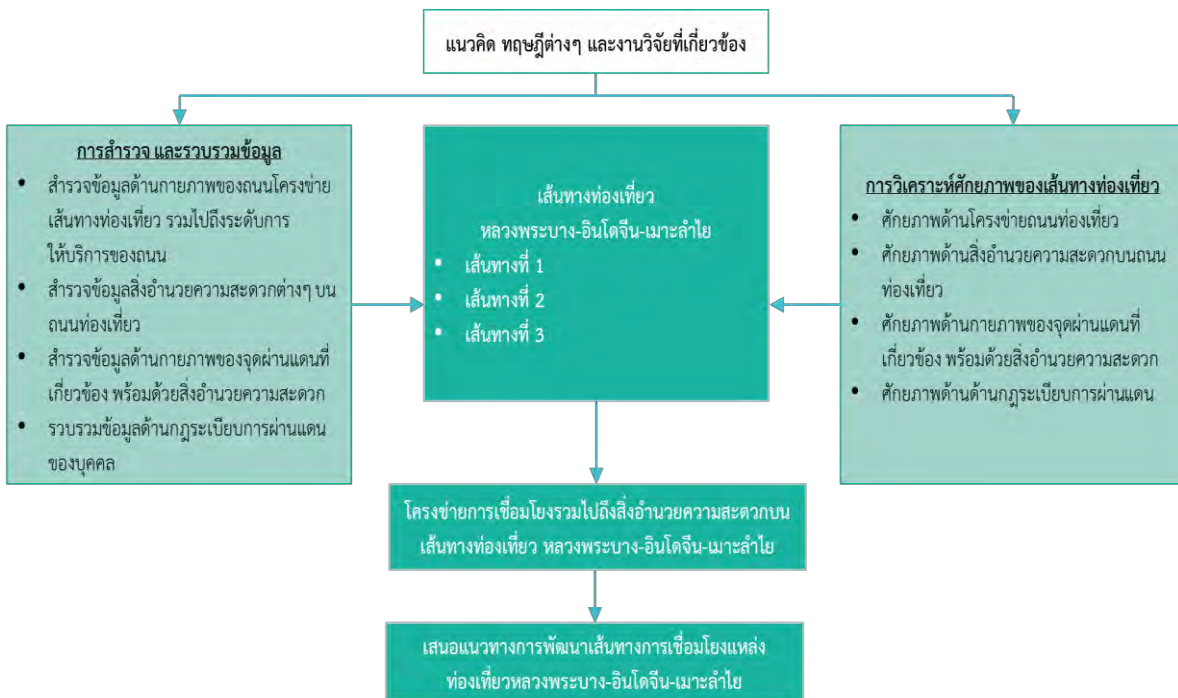 แนวคิด ทฤษฎีต่างๆ และงานวิจัยที่เกี่ยวข้อง
การสำรวจ และรวบรวมข้อมูล
• สำรวจข้อมูลด้านกายภาพของถนนโครงข่าย
เส้นทางท่องเที่ยว รวมไปถึงระดับการ
ให้บริการของถนน
• สำรวจข้อมูลสิ่งอำนวยความสะดวกต่างๆ บน
ถนนท่องเที่ยว
• สำรวจข้อมูลด้านกายภาพของจุดผ่านแดนที่
เกี่ยวข้อง พร้อมด้วยสิ่งอำนวยความสะดวก
• รวบรวมข้อมูลด้านกฎระเบียบการผ่านแดน
ของบุคคล
เส้นทางท่องเที่ยว
หลวงพระบาง-อินโดจีน-เมาะลำไย
• เส้นทางที่ 1
• เส้นทางที่ 2
• เส้นทางที่ 3
การวิเคราะห์ศักยภาพของเส้นทางท่องเที่ยว
• ศักยภาพด้านโครงข่ายถนนท่องเที่ยว
• ศักยภาพด้านสิ่งอำนวยความสะดวกบนถนน
ท่องเที่ยว
• ศักยภาพด้านกายภาพของจุดผ่านแดนที่
เกี่ยวข้อง พร้อมด้วยสิ่งอำนวยความสะดวก
• ศักยภาพด้านด้านกฎระเบียบการผ่านแดน
โครงข่ายการเชื่อมโยงรวมไปถึงสิ่งอำนวยความสะดวกบน
เส้นทางท่องเที่ยว หลวงพระบาง-อินโดจีน-เมาะลำไย
เสนอแนวทางการพัฒนาเส้นทางการเชื่อมโยงแหล่ง
ท่องเที่ยวหลวงพระบาง-อินโดจีน-เมาะลำไย